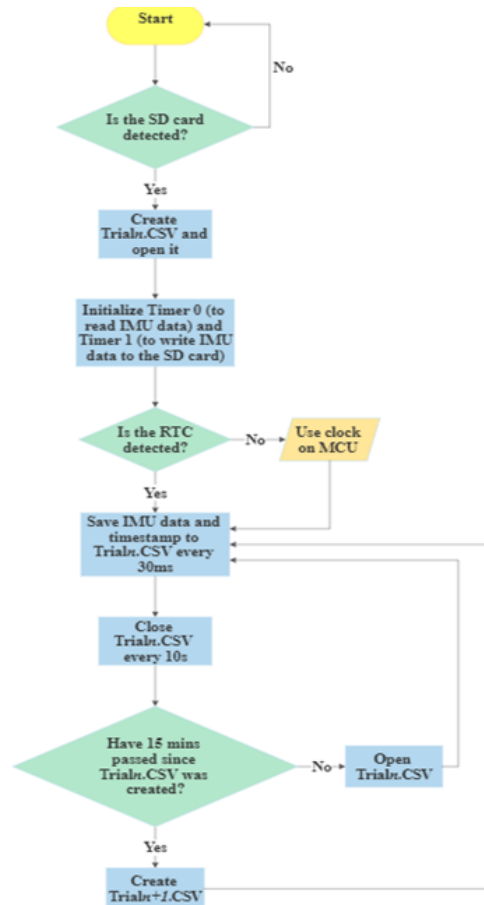 Start
No
Is the SD card
detected?
Yes
Create
Trialn.CSV and
open it
Initialize Timer 0 (to
read IMU data) and
Timer 1 (to write IMU
data to the SD card)
Is the RTC
detected?
No
Use clock
on MCU
Yes
Save IMU data and
timestamp to
Trialn.CSV every
30ms
Close
Trialn.CSV
every 10s
Have 15 mins
passed since
Trialn.CSV was
created?
No
Open
Trialn.CSV
Yes
Create
Trialn+1.CSV